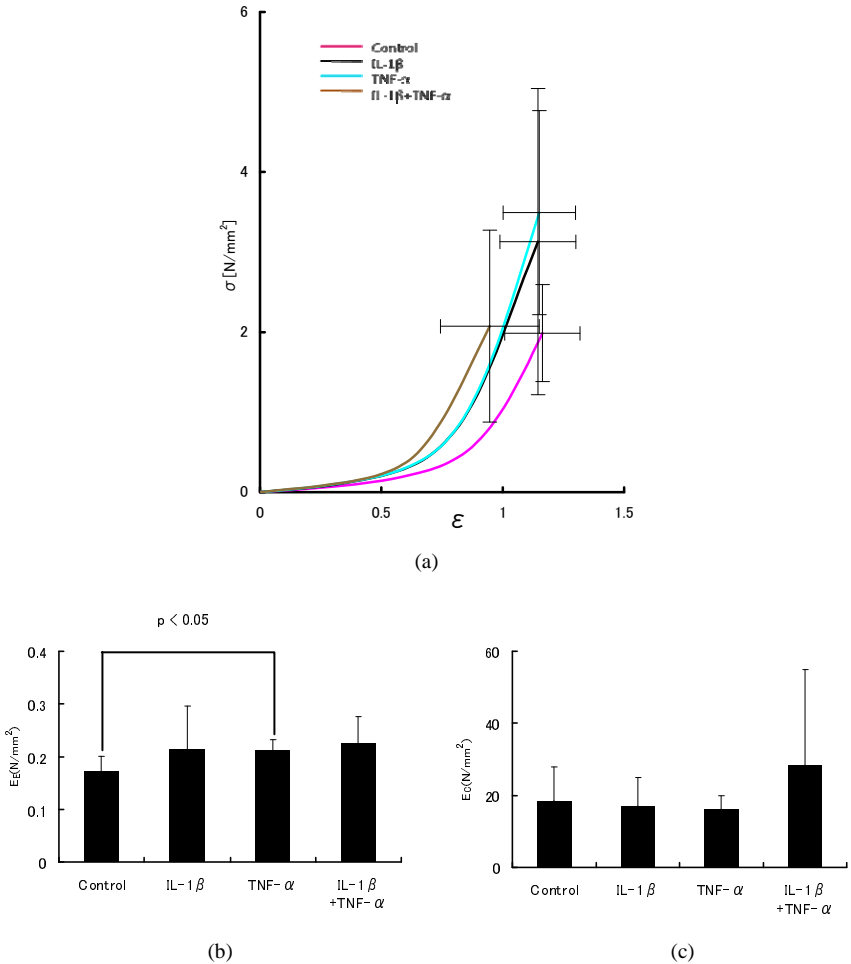 6
Control
IL-1β
TNF-α
IL-1β+TNF-α
4
σ [N/mm²]
2
0
0
0.5
1
1.5
ε
(a)
p < 0.05
0.4
0.3
0.2
0.1
0
E_E(N/mm²)
Control
IL-1β
TNF-α
IL-1β
+TNF-α
(b)
60
40
20
0
E_C(N/mm²)
Control
IL-1β
TNF-α
IL-1β
+TNF-α
(c)